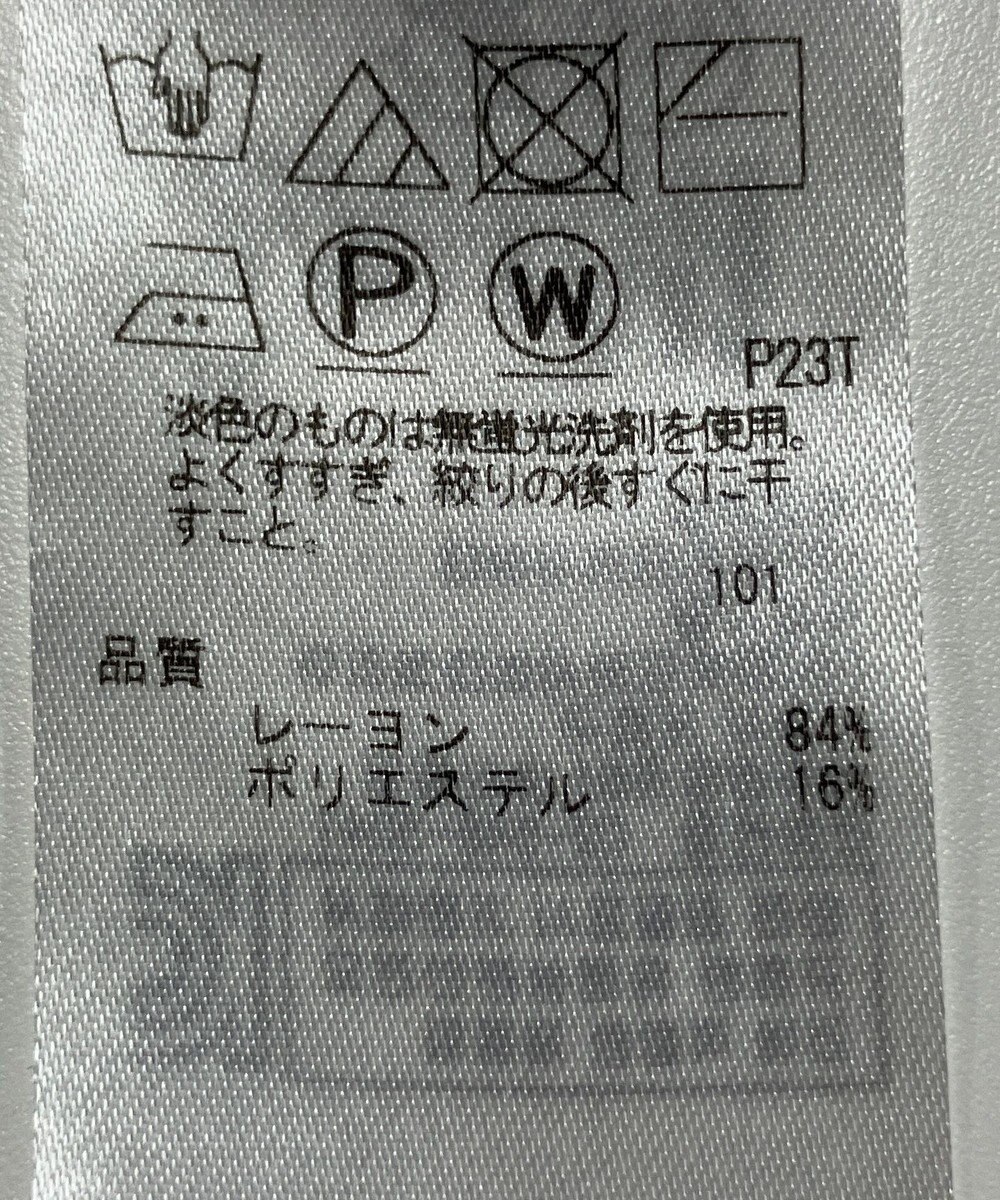 P
W
P23T
淡色のものは無蛍光洗剤を使用。
よくすすぎ、絞りの後すぐに干
すこと。
101
品質
レーヨン 84%
ポリエステル 16%